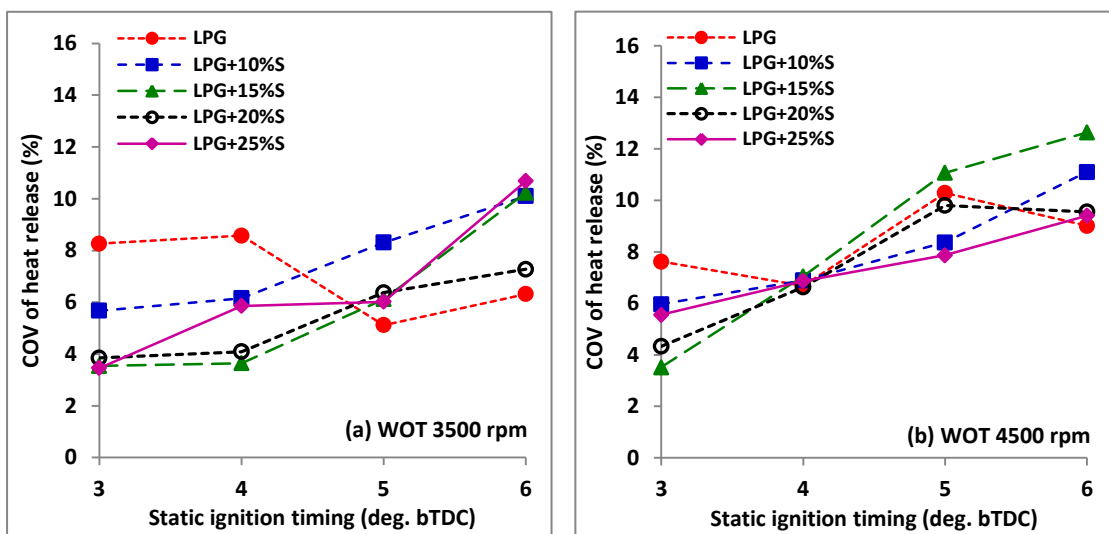 COV of heat release (%)
16
14
12
10
8
6
4
2
0
LPG
LPG+10%S
LPG+15%S
LPG+20%S
LPG+25%S
(a) WOT 3500 rpm
3 4 5 6
Static ignition timing (deg. bTDC)
COV of heat release (%)
16
14
12
10
8
6
4
2
0
LPG
LPG+10%S
LPG+15%S
LPG+20%S
LPG+25%S
(b) WOT 4500 rpm
3 4 5 6
Static ignition timing (deg. bTDC)